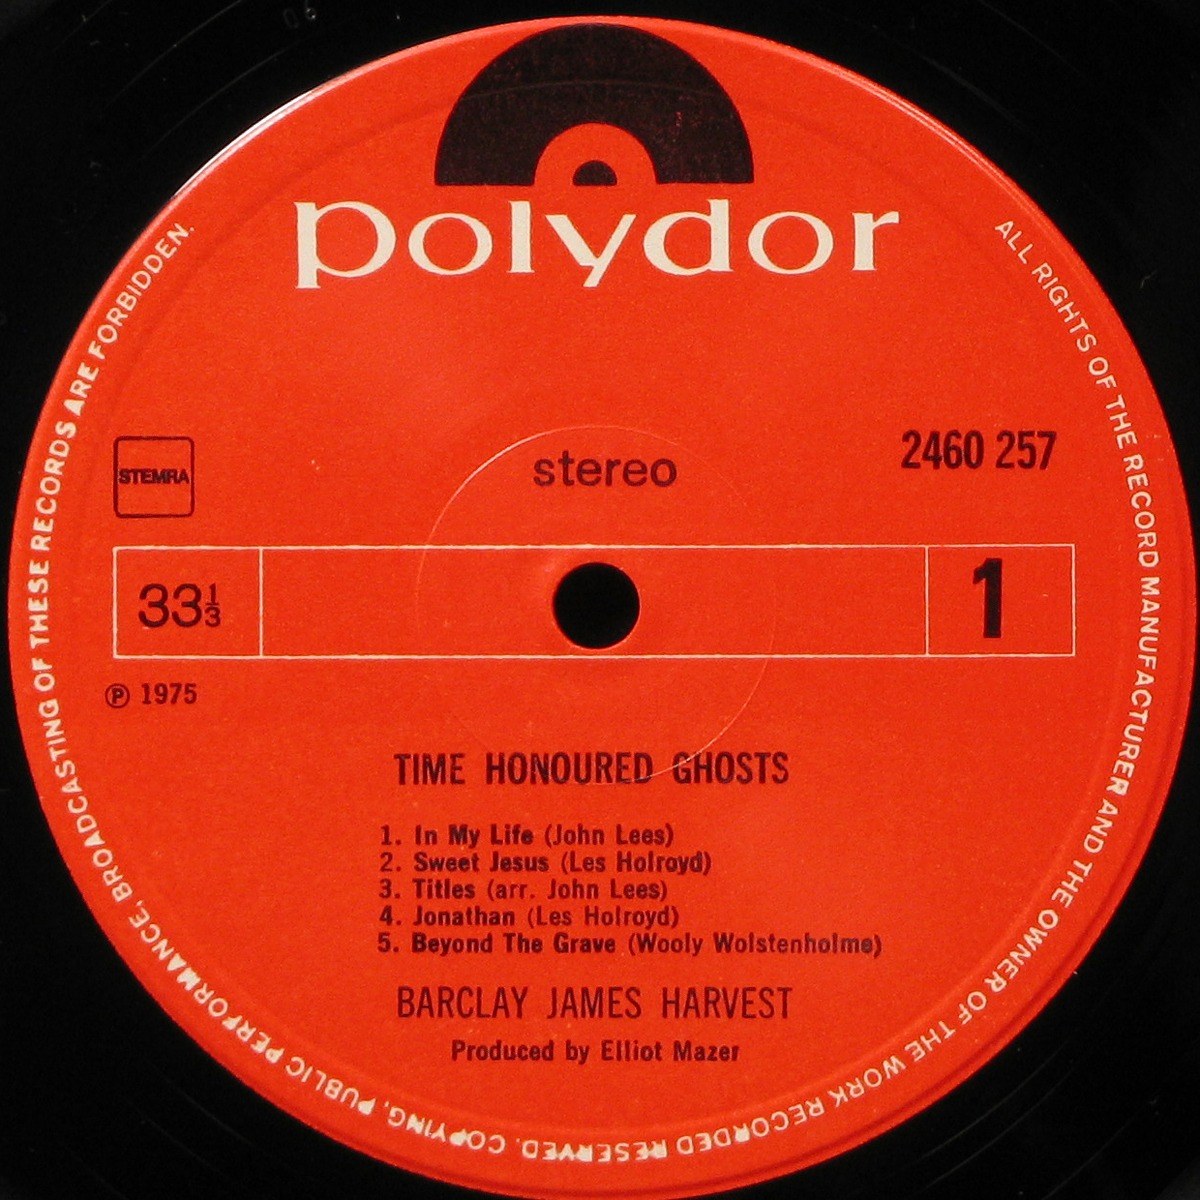 polydor
STEMRA
stereo
2460 257
33⅓
1
℗ 1975
TIME HONOURED GHOSTS
1. In My Life (John Lees)
2. Sweet Jesus (Les Holroyd)
3. Titles (arr. John Lees)
4. Jonathan (Les Holroyd)
5. Beyond The Grave (Wooly Wolstenholme)
BARCLAY JAMES HARVEST
Produced by Elliot Mazer
ALL RIGHTS OF THE RECORD MANUFACTURER AND THE OWNER OF THE WORK RECORDED RESERVED. COPYING, PUBLIC PERFORMANCE, BROADCASTING OF THESE RECORDS ARE FORBIDDEN.